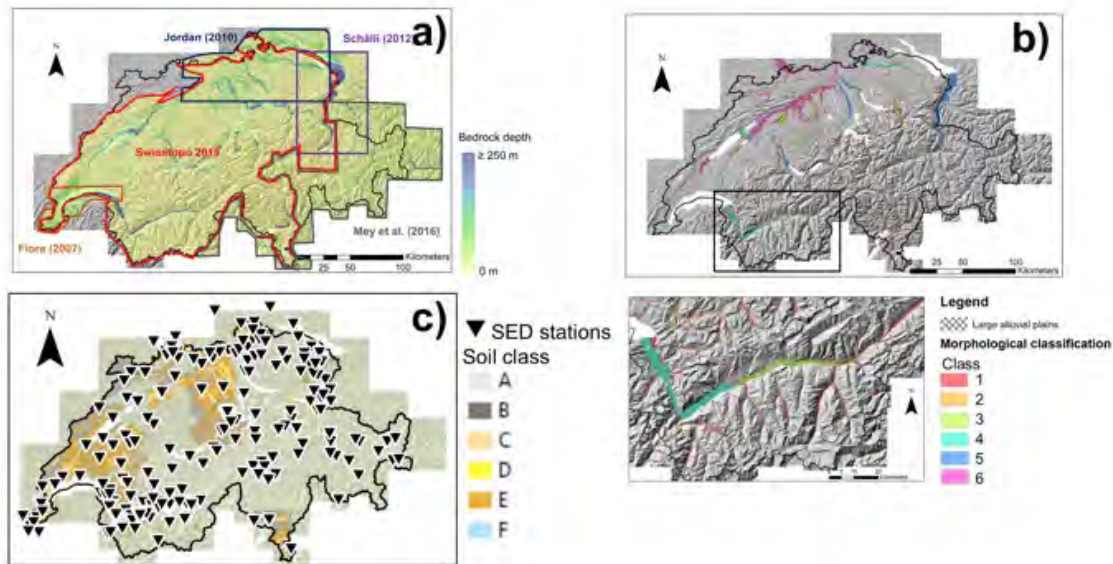 Jordan (2010)
Schälli (2012)
a)
N
Swisstopo 2019
Fiore (2007)
Mey et al. (2016)
Bedrock depth
≥ 250 m
0 m
25 50 100
Kilometers
b)
N
25 50 100
Kilometers
c)
N
SED stations
Soil class
A
B
C
D
E
F
N
Kilometers
Legend
Large alluvial plains
Morphological classification
Class
1
2
3
4
5
6